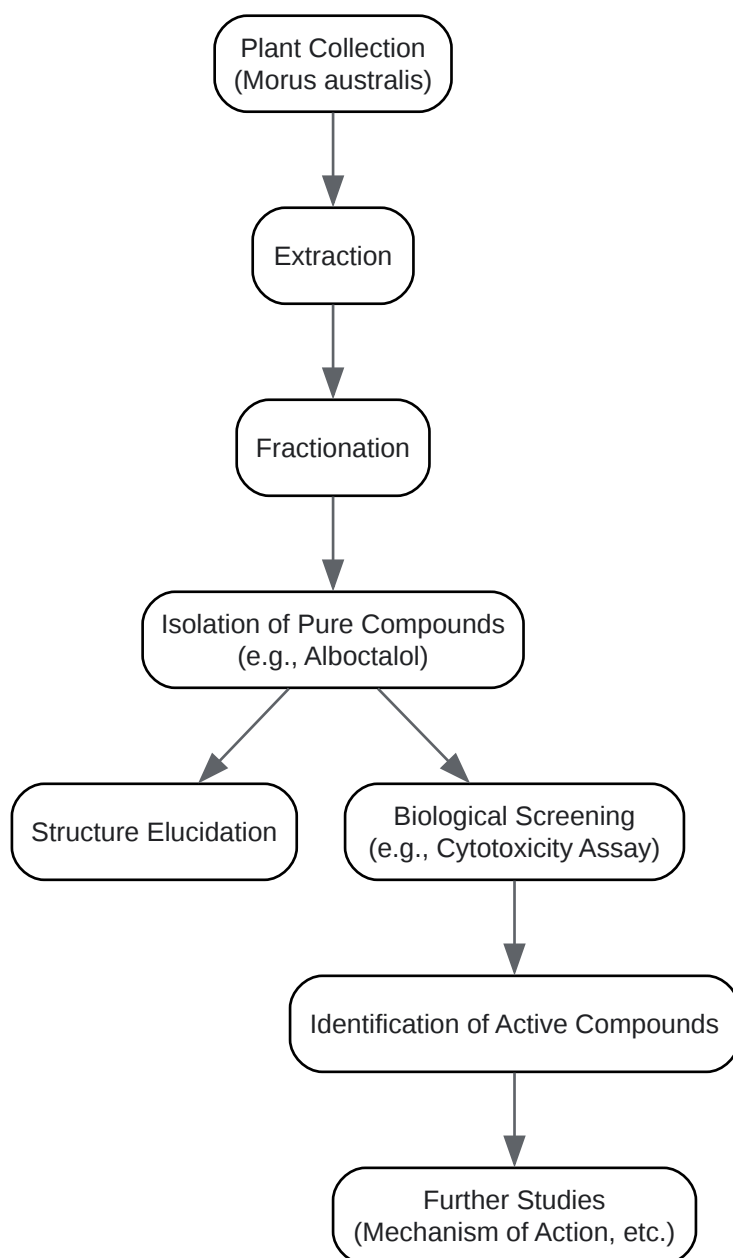 Plant Collection
(Morus australis)
Extraction
Fractionation
Isolation of Pure Compounds
(e.g., Alboctalol)
Structure Elucidation
Biological Screening
(e.g., Cytotoxicity Assay)
Identification of Active Compounds
Further Studies
(Mechanism of Action, etc.)